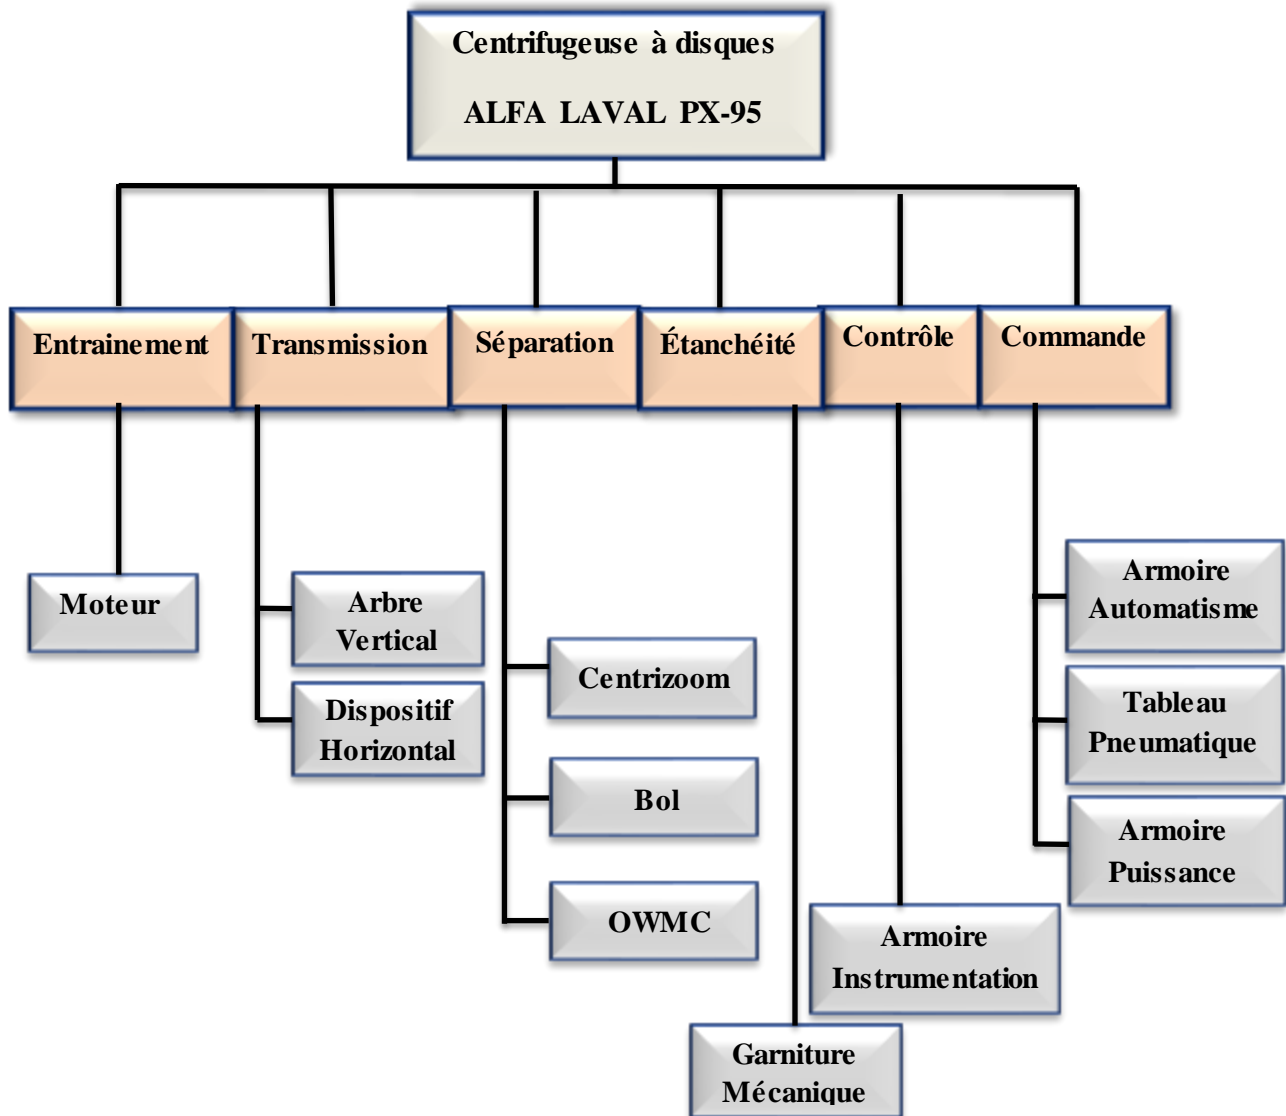 Centrifugeuse à disques
ALFA LAVAL PX-95
Entrainement
Transmission
Séparation
Étanchéité
Contrôle
Commande
Moteur
Arbre
Vertical
Dispositif
Horizontal
Centrizoom
Bol
OWMC
Garniture
Mécanique
Armoire
Instrumentation
Armoire
Automatisme
Tableau
Pneumatique
Armoire
Puissance